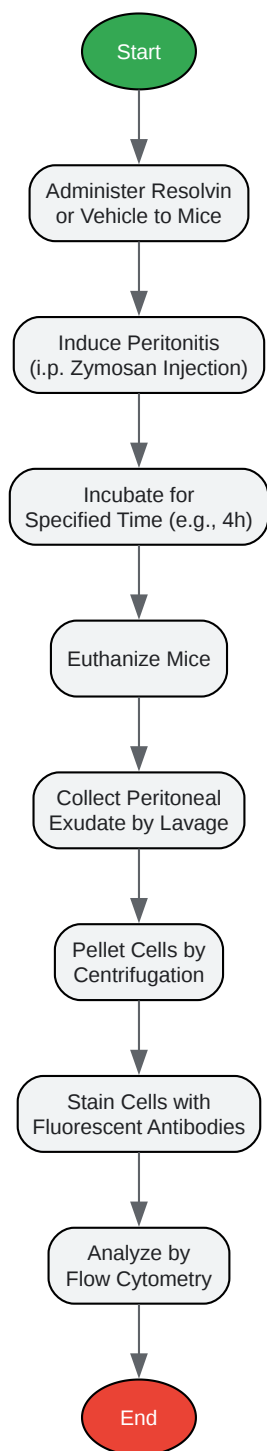 Start
Administer Resolvin
or Vehicle to Mice
Induce Peritonitis
(i.p. Zymosan Injection)
Incubate for
Specified Time (e.g., 4h)
Euthanize Mice
Collect Peritoneal
Exudate by Lavage
Pellet Cells by
Centrifugation
Stain Cells with
Fluorescent Antibodies
Analyze by
Flow Cytometry
End